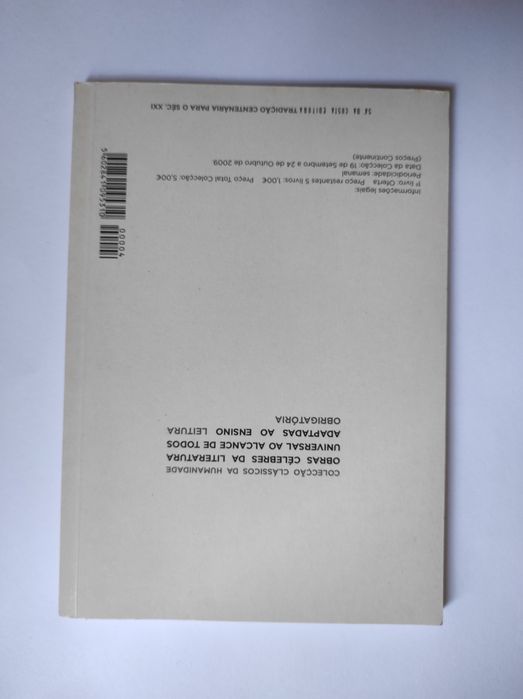 COLECÇÃO CLÁSSICOS DA HUMANIDADE
OBRAS CÉLEBRES DA LITERATURA
UNIVERSAL AO ALCANCE DE TODOS
ADAPTADAS AO ENSINO LEITURA
OBRIGATÓRIA
Informações legais:
1º livro: Oferta Preço restantes 5 livros: 1,00€ Preço Total Colecção: 5,00€
Periodicidade: semanal
Data da Colecção: 19 de Setembro a 24 de Outubro de 2009
(Preços Continente)
00004
SÁ DA COSTA EDITORA TRADIÇÃO CENTENÁRIA PARA O SÉC. XXI